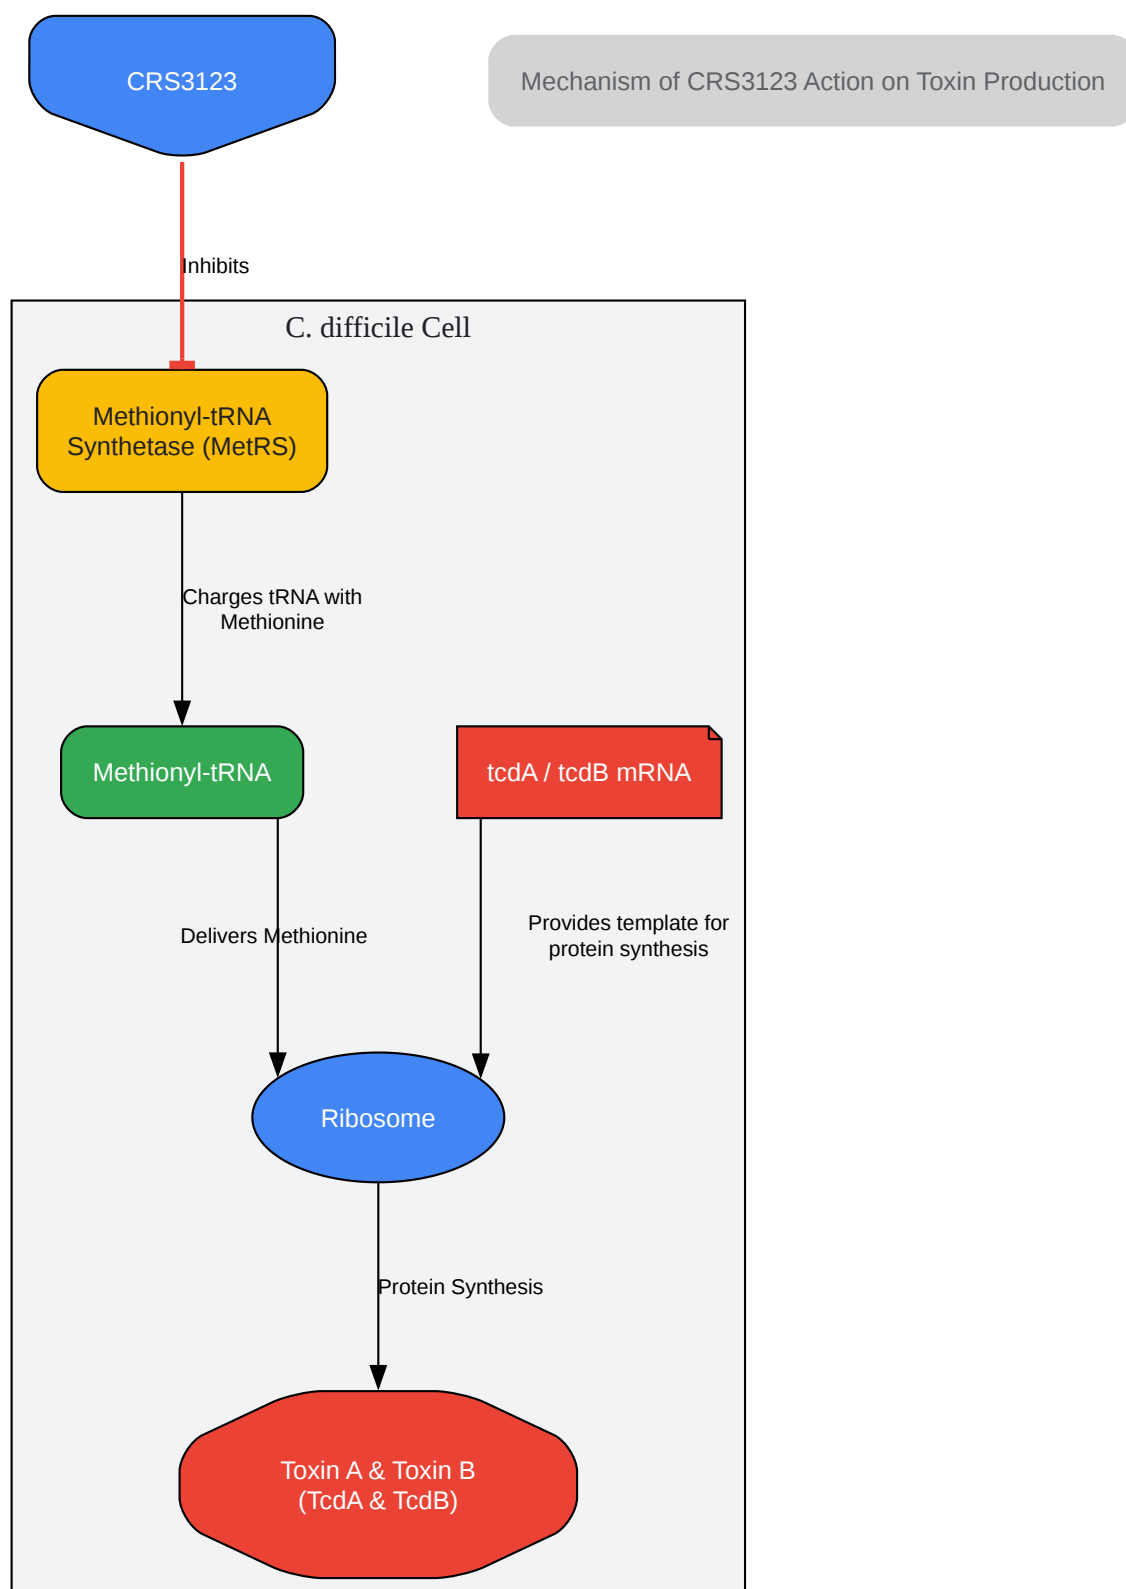 CRS3123
Mechanism of CRS3123 Action on Toxin Production
Inhibits
C. difficile Cell
Methionyl-tRNA
Synthetase (MetRS)
Charges tRNA with
Methionine
Methionyl-tRNA
tcdA / tcdB mRNA
Delivers Methionine
Provides template for
protein synthesis
Ribosome
Protein Synthesis
Toxin A & Toxin B
(TcdA & TcdB)